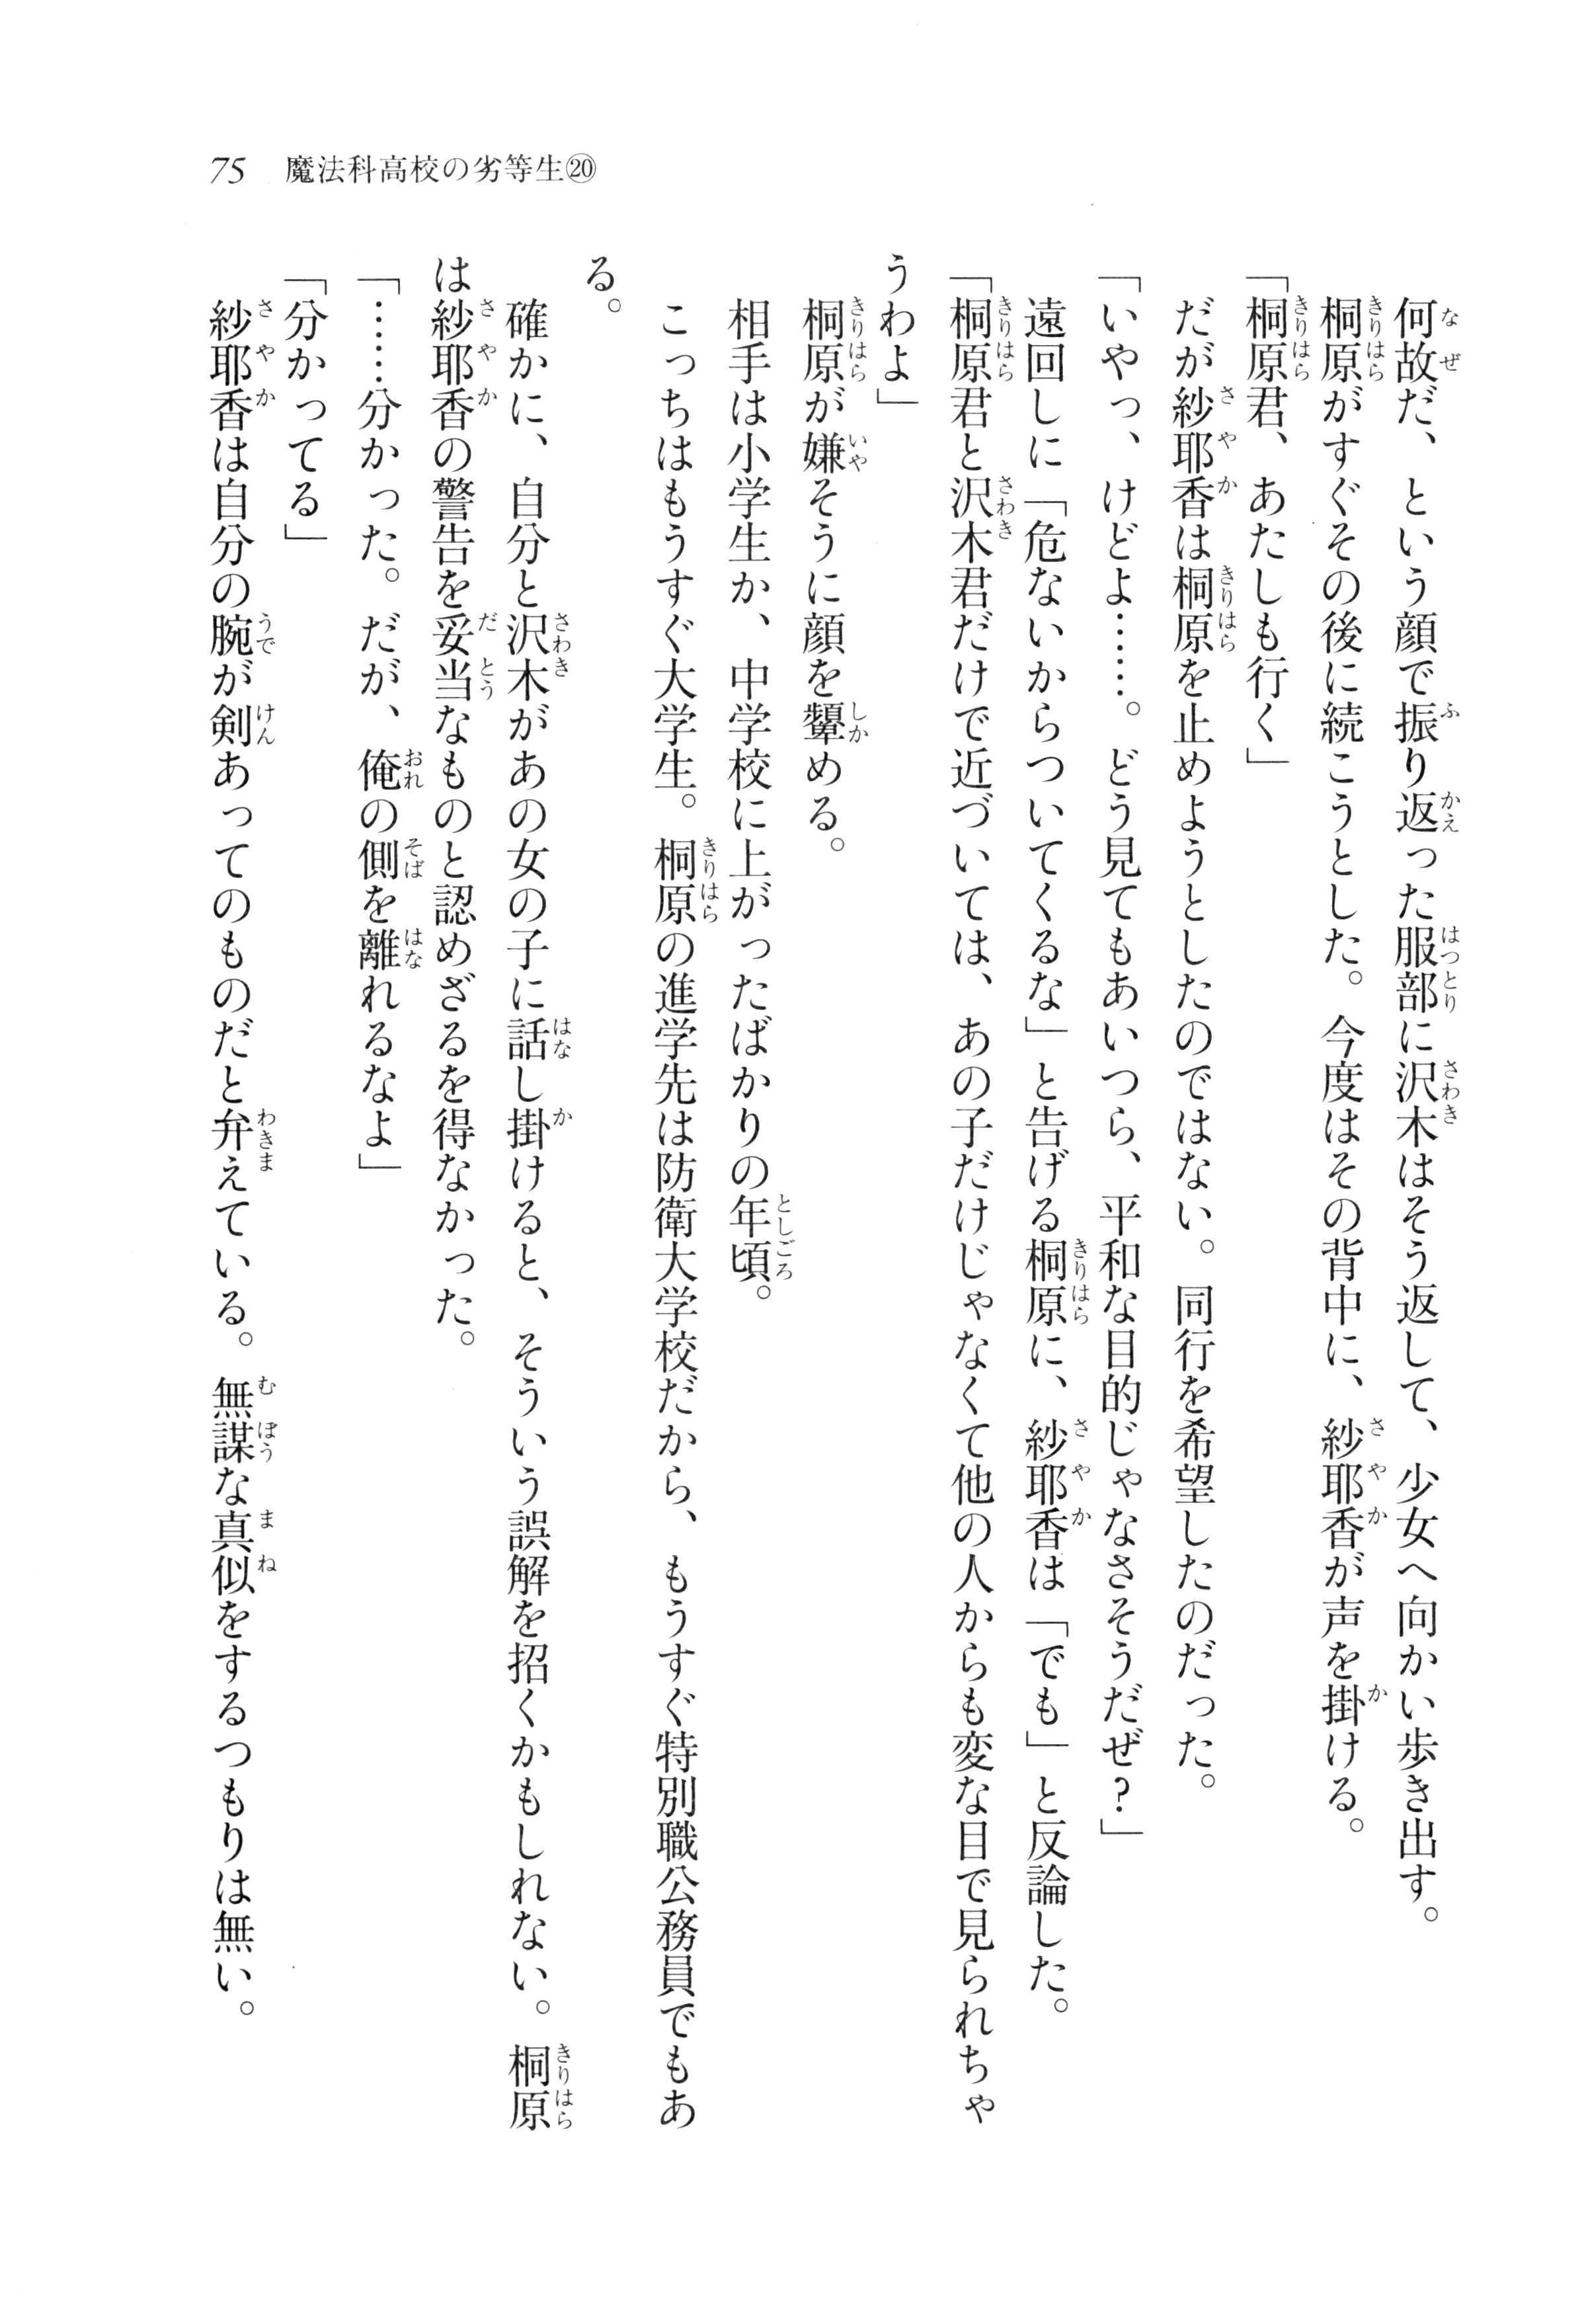 75　魔法科高校の劣等生⑳
何故だ、という顔で振り返った服部に沢木はそう返して、少女へ向かい歩き出す。
桐原がすぐその後に続こうとした。今度はその背中に、紗耶香が声を掛ける。
「桐原君、あたしも行く」
だが紗耶香は桐原を止めようとしたのではない。同行を希望したのだった。
「いやっ、けどよ……。どう見てもあいつら、平和な目的じゃなさそうだぜ？」
遠回しに「危ないからついてくるな」と告げる桐原に、紗耶香は「でも」と反論した。
「桐原君と沢木君だけで近づいては、あの子だけじゃなくて他の人からも変な目で見られちゃ
うわよ」
桐原が嫌そうに顔を顰める。
相手は小学生か、中学校に上がったばかりの年頃。
こっちはもうすぐ大学生。桐原の進学先は防衛大学校だから、もうすぐ特別職公務員でもあ
る。
確かに、自分と沢木があの女の子に話し掛けると、そういう誤解を招くかもしれない。桐原
は紗耶香の警告を妥当なものと認めざるを得なかった。
「……分かった。だが、俺の側を離れるなよ」
「分かってる」
紗耶香は自分の腕が剣あってのものだと弁えている。無謀な真似をするつもりは無い。